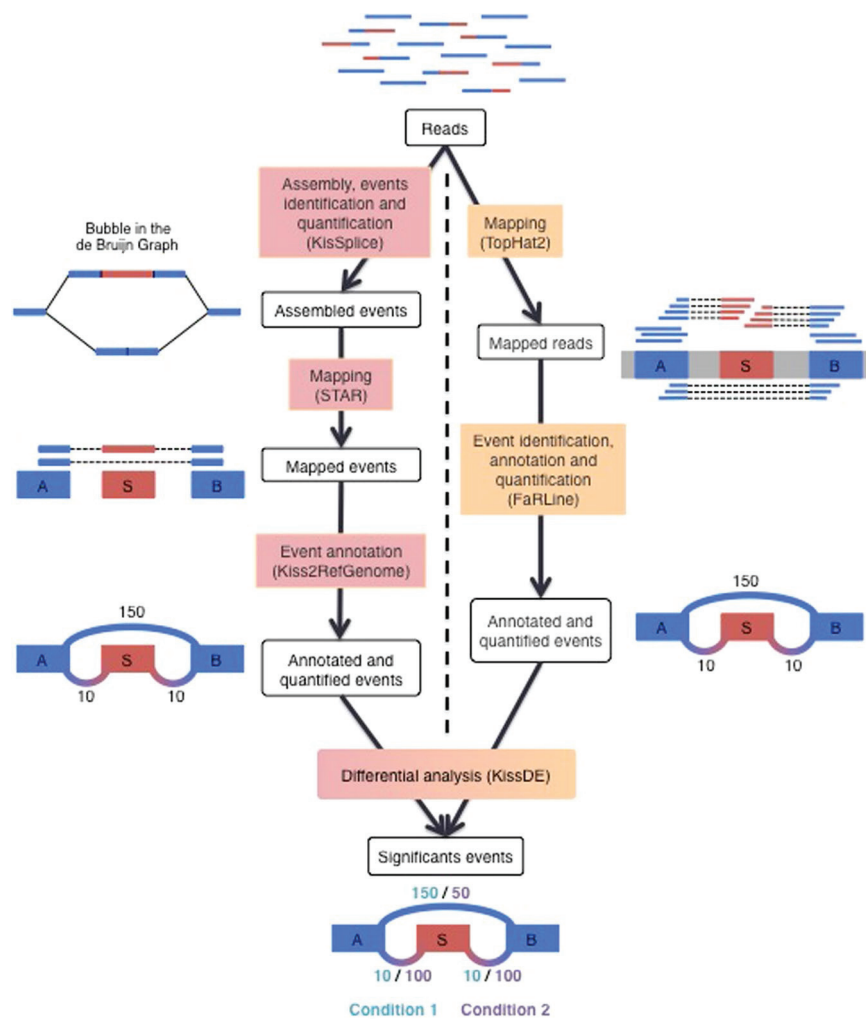 Reads
Assembly, events
identification and
quantification
(KisSplice)
Mapping
(TopHat2)
Bubble in the
de Bruijn Graph
Assembled events
Mapped reads
A S B
Mapping
(STAR)
Event identification,
annotation and
quantification
(FaRLine)
Mapped events
A S B
Event annotation
(Kiss2RefGenome)
150
A S B
10 10
Annotated and
quantified events
Annotated and
quantified events
150
A S B
10 10
Differential analysis (KissDE)
Significants events
150 / 50
A S B
10 / 100 10 / 100
Condition 1 Condition 2